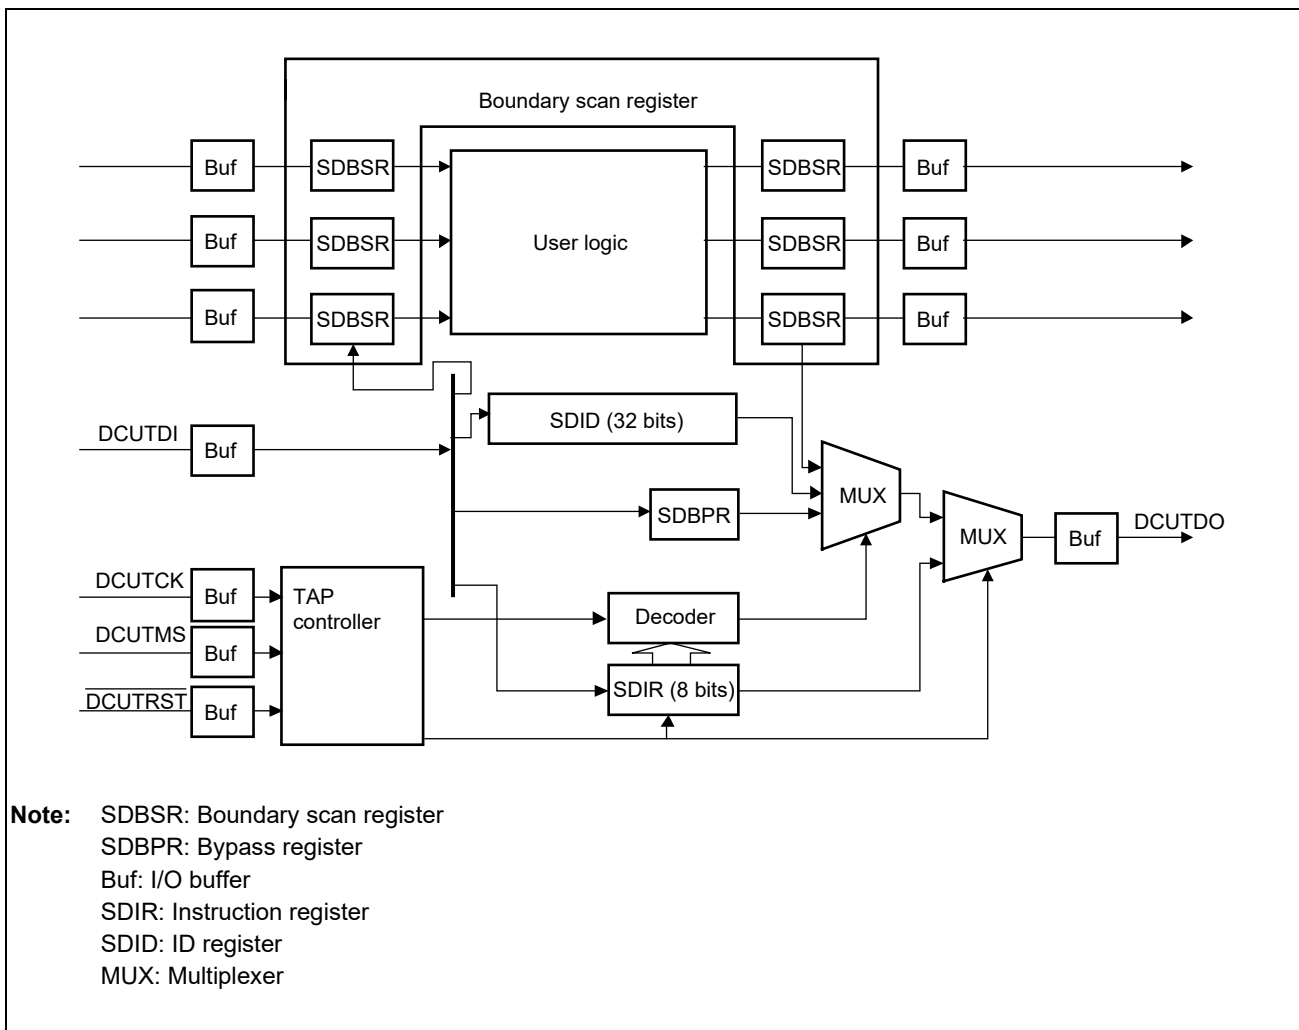 Boundary scan register
Buf SDBSR SDBSR Buf
Buf SDBSR User logic SDBSR Buf
Buf SDBSR SDBSR Buf
DCUTDI Buf SDID (32 bits)
MUX
SDBPR
MUX Buf DCUTDO
DCUTCK Buf TAP controller
Decoder
DCUTMS Buf
DCUTRST Buf
SDIR (8 bits)
Note: SDBSR: Boundary scan register
SDBPR: Bypass register
Buf: I/O buffer
SDIR: Instruction register
SDID: ID register
MUX: Multiplexer